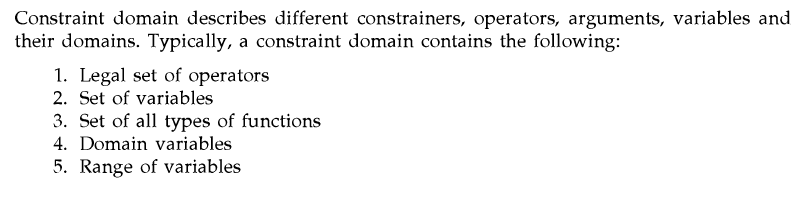 Constraint domain describes different constrainers, operators, arguments, variables and
their domains. Typically, a constraint domain contains the following:
1. Legal set of operators
2. Set of variables
3. Set of all types of functions
4. Domain variables
5. Range of variables